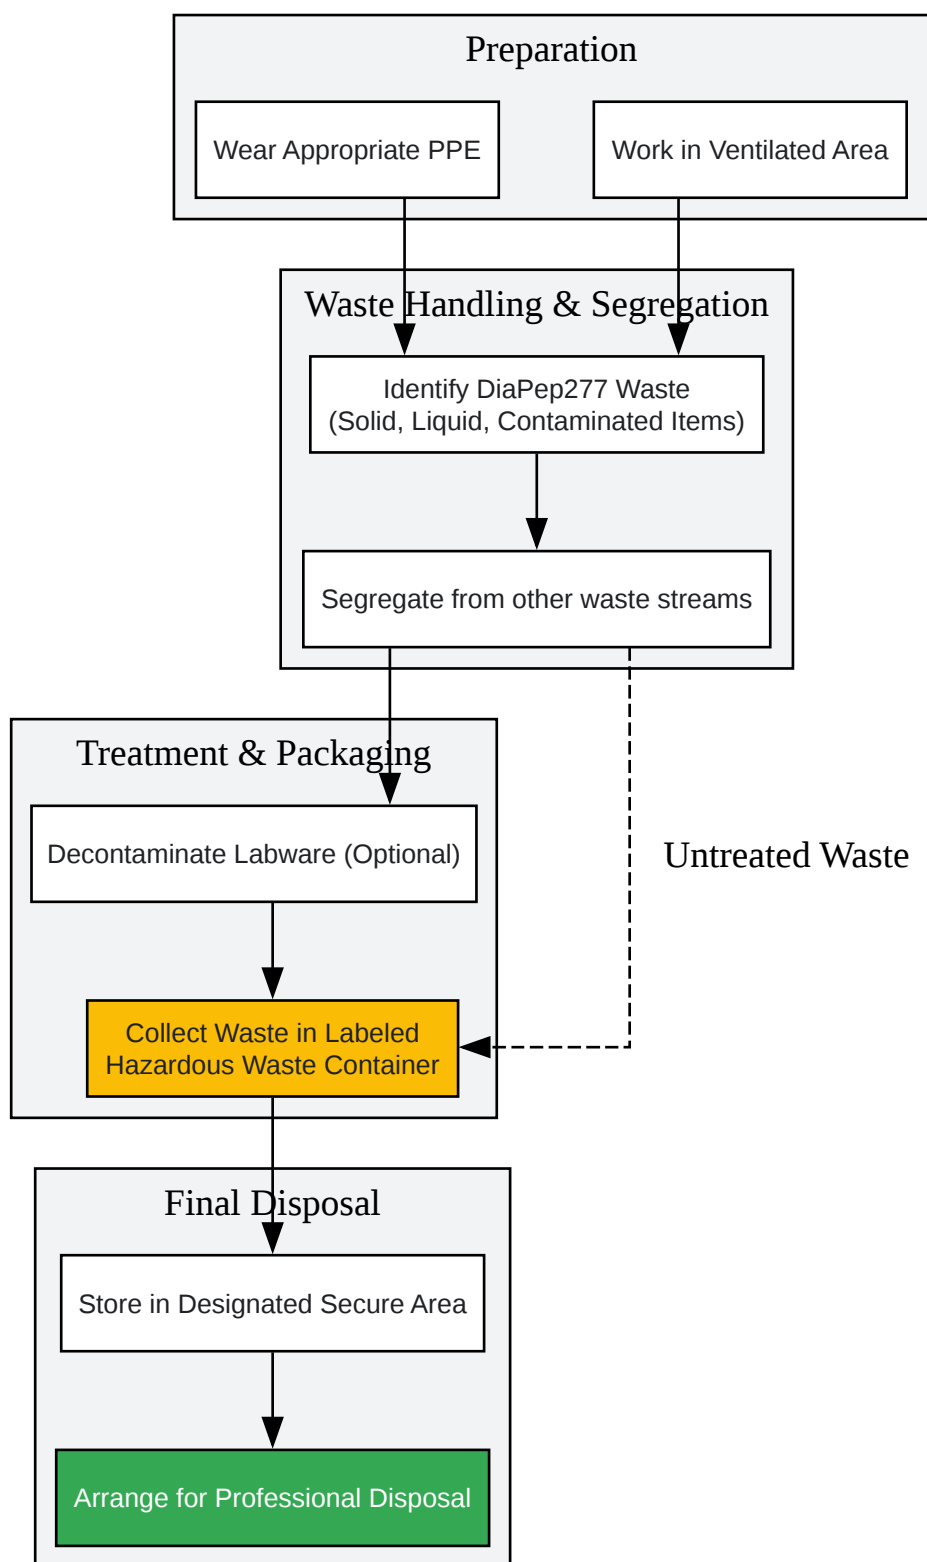 Preparation
Wear Appropriate PPE
Work in Ventilated Area
Waste Handling & Segregation
Identify DiaPep277 Waste
(Solid, Liquid, Contaminated Items)
Segregate from other waste streams
Treatment & Packaging
Decontaminate Labware (Optional)
Untreated Waste
Collect Waste in Labeled
Hazardous Waste Container
Final Disposal
Store in Designated Secure Area
Arrange for Professional Disposal